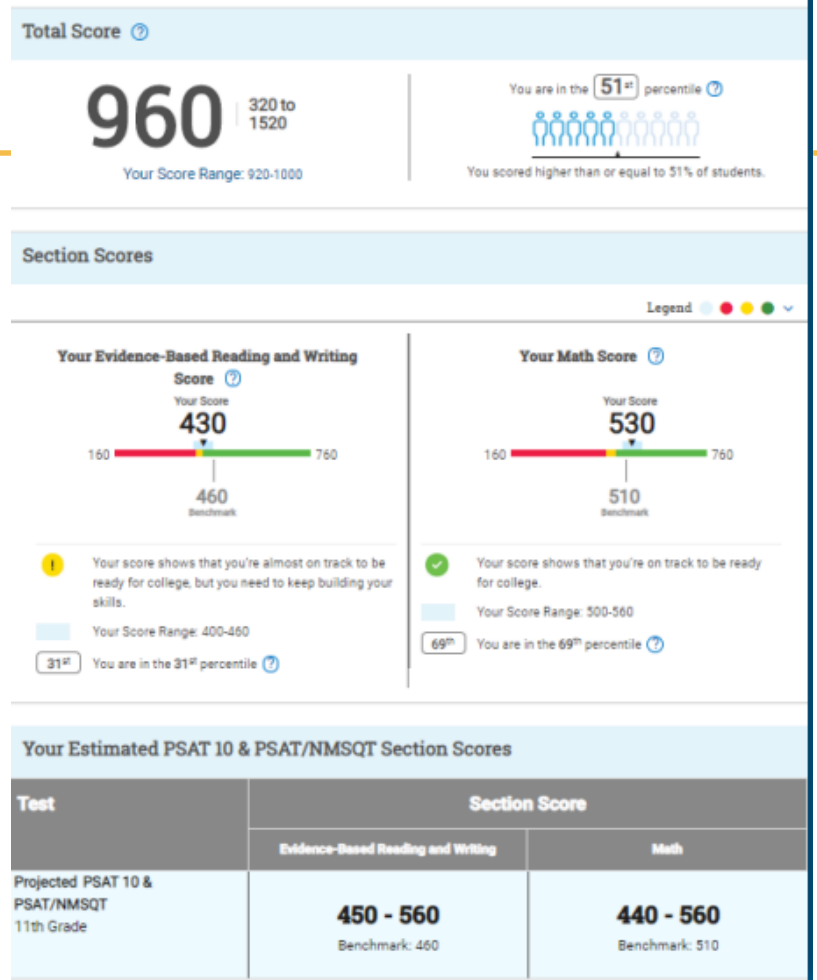 Total Score ?
960
320 to
1520
Your Score Range: 920-1000
You are in the 51st percentile ?
You scored higher than or equal to 51% of students.
Section Scores
Legend
Your Evidence-Based Reading and Writing
Score ?
Your Score
430
160 760
460
Benchmark
! Your score shows that you're almost on track to be
ready for college, but you need to keep building your
skills.
Your Score Range: 400-460
31st You are in the 31st percentile ?
Your Math Score ?
Your Score
530
160 760
510
Benchmark
Your score shows that you're on track to be ready
for college.
Your Score Range: 500-560
69th You are in the 69th percentile ?
Your Estimated PSAT 10 & PSAT/NMSQT Section Scores
Test
Section Score
Evidence-Based Reading and Writing
Math
Projected PSAT 10 &
PSAT/NMSQT
11th Grade
450 - 560
Benchmark: 460
440 - 560
Benchmark: 510